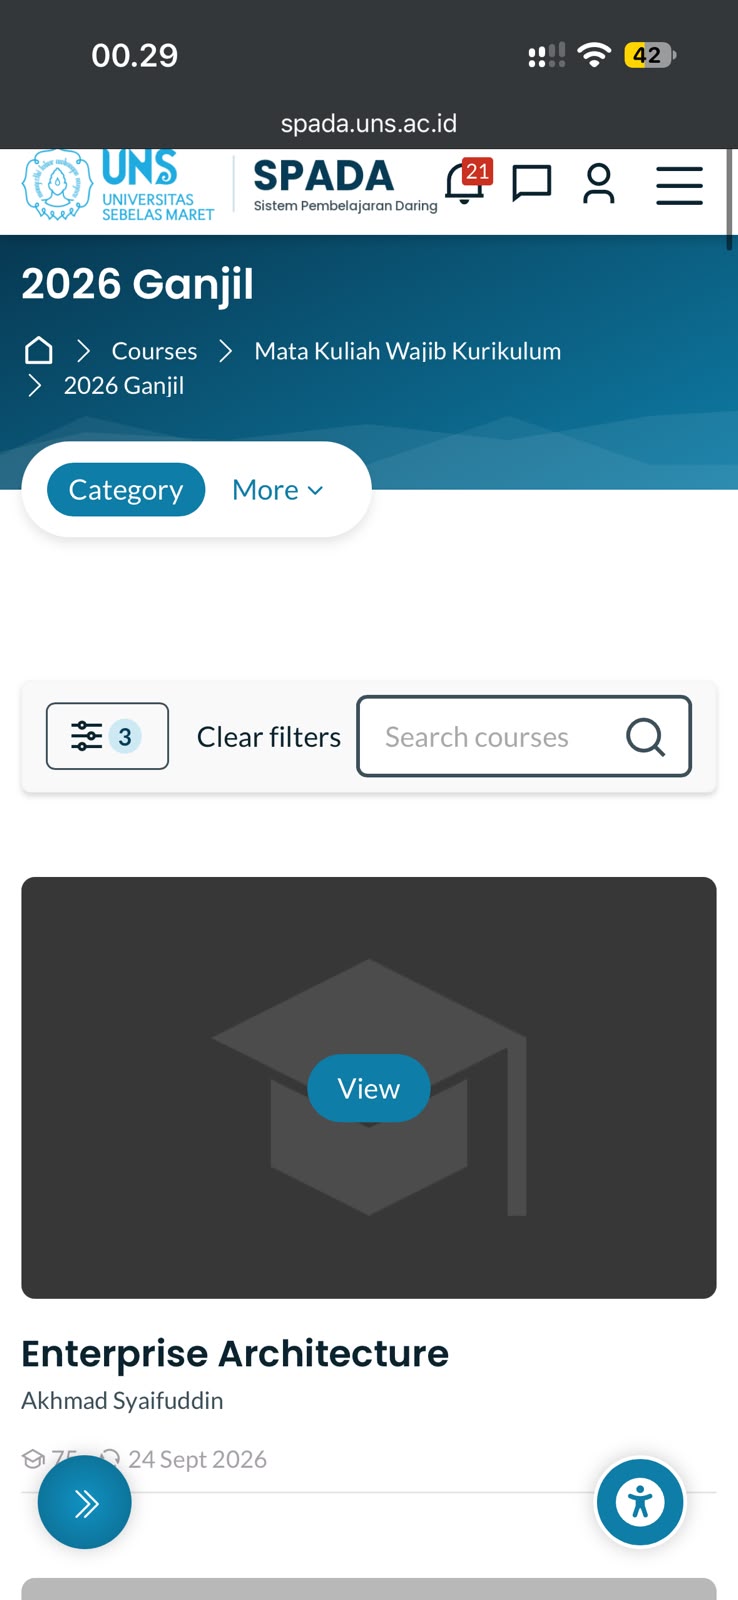 00.29
42
spada.uns.ac.id
UNS
UNIVERSITAS
SEBELAS MARET
SPADA
Sistem Pembelajaran Daring
21
2026 Ganjil
Courses
Mata Kuliah Wajib Kurikulum
2026 Ganjil
Category
More
3
Clear filters
Search courses
View
Enterprise Architecture
Akhmad Syaifuddin
24 Sept 2026